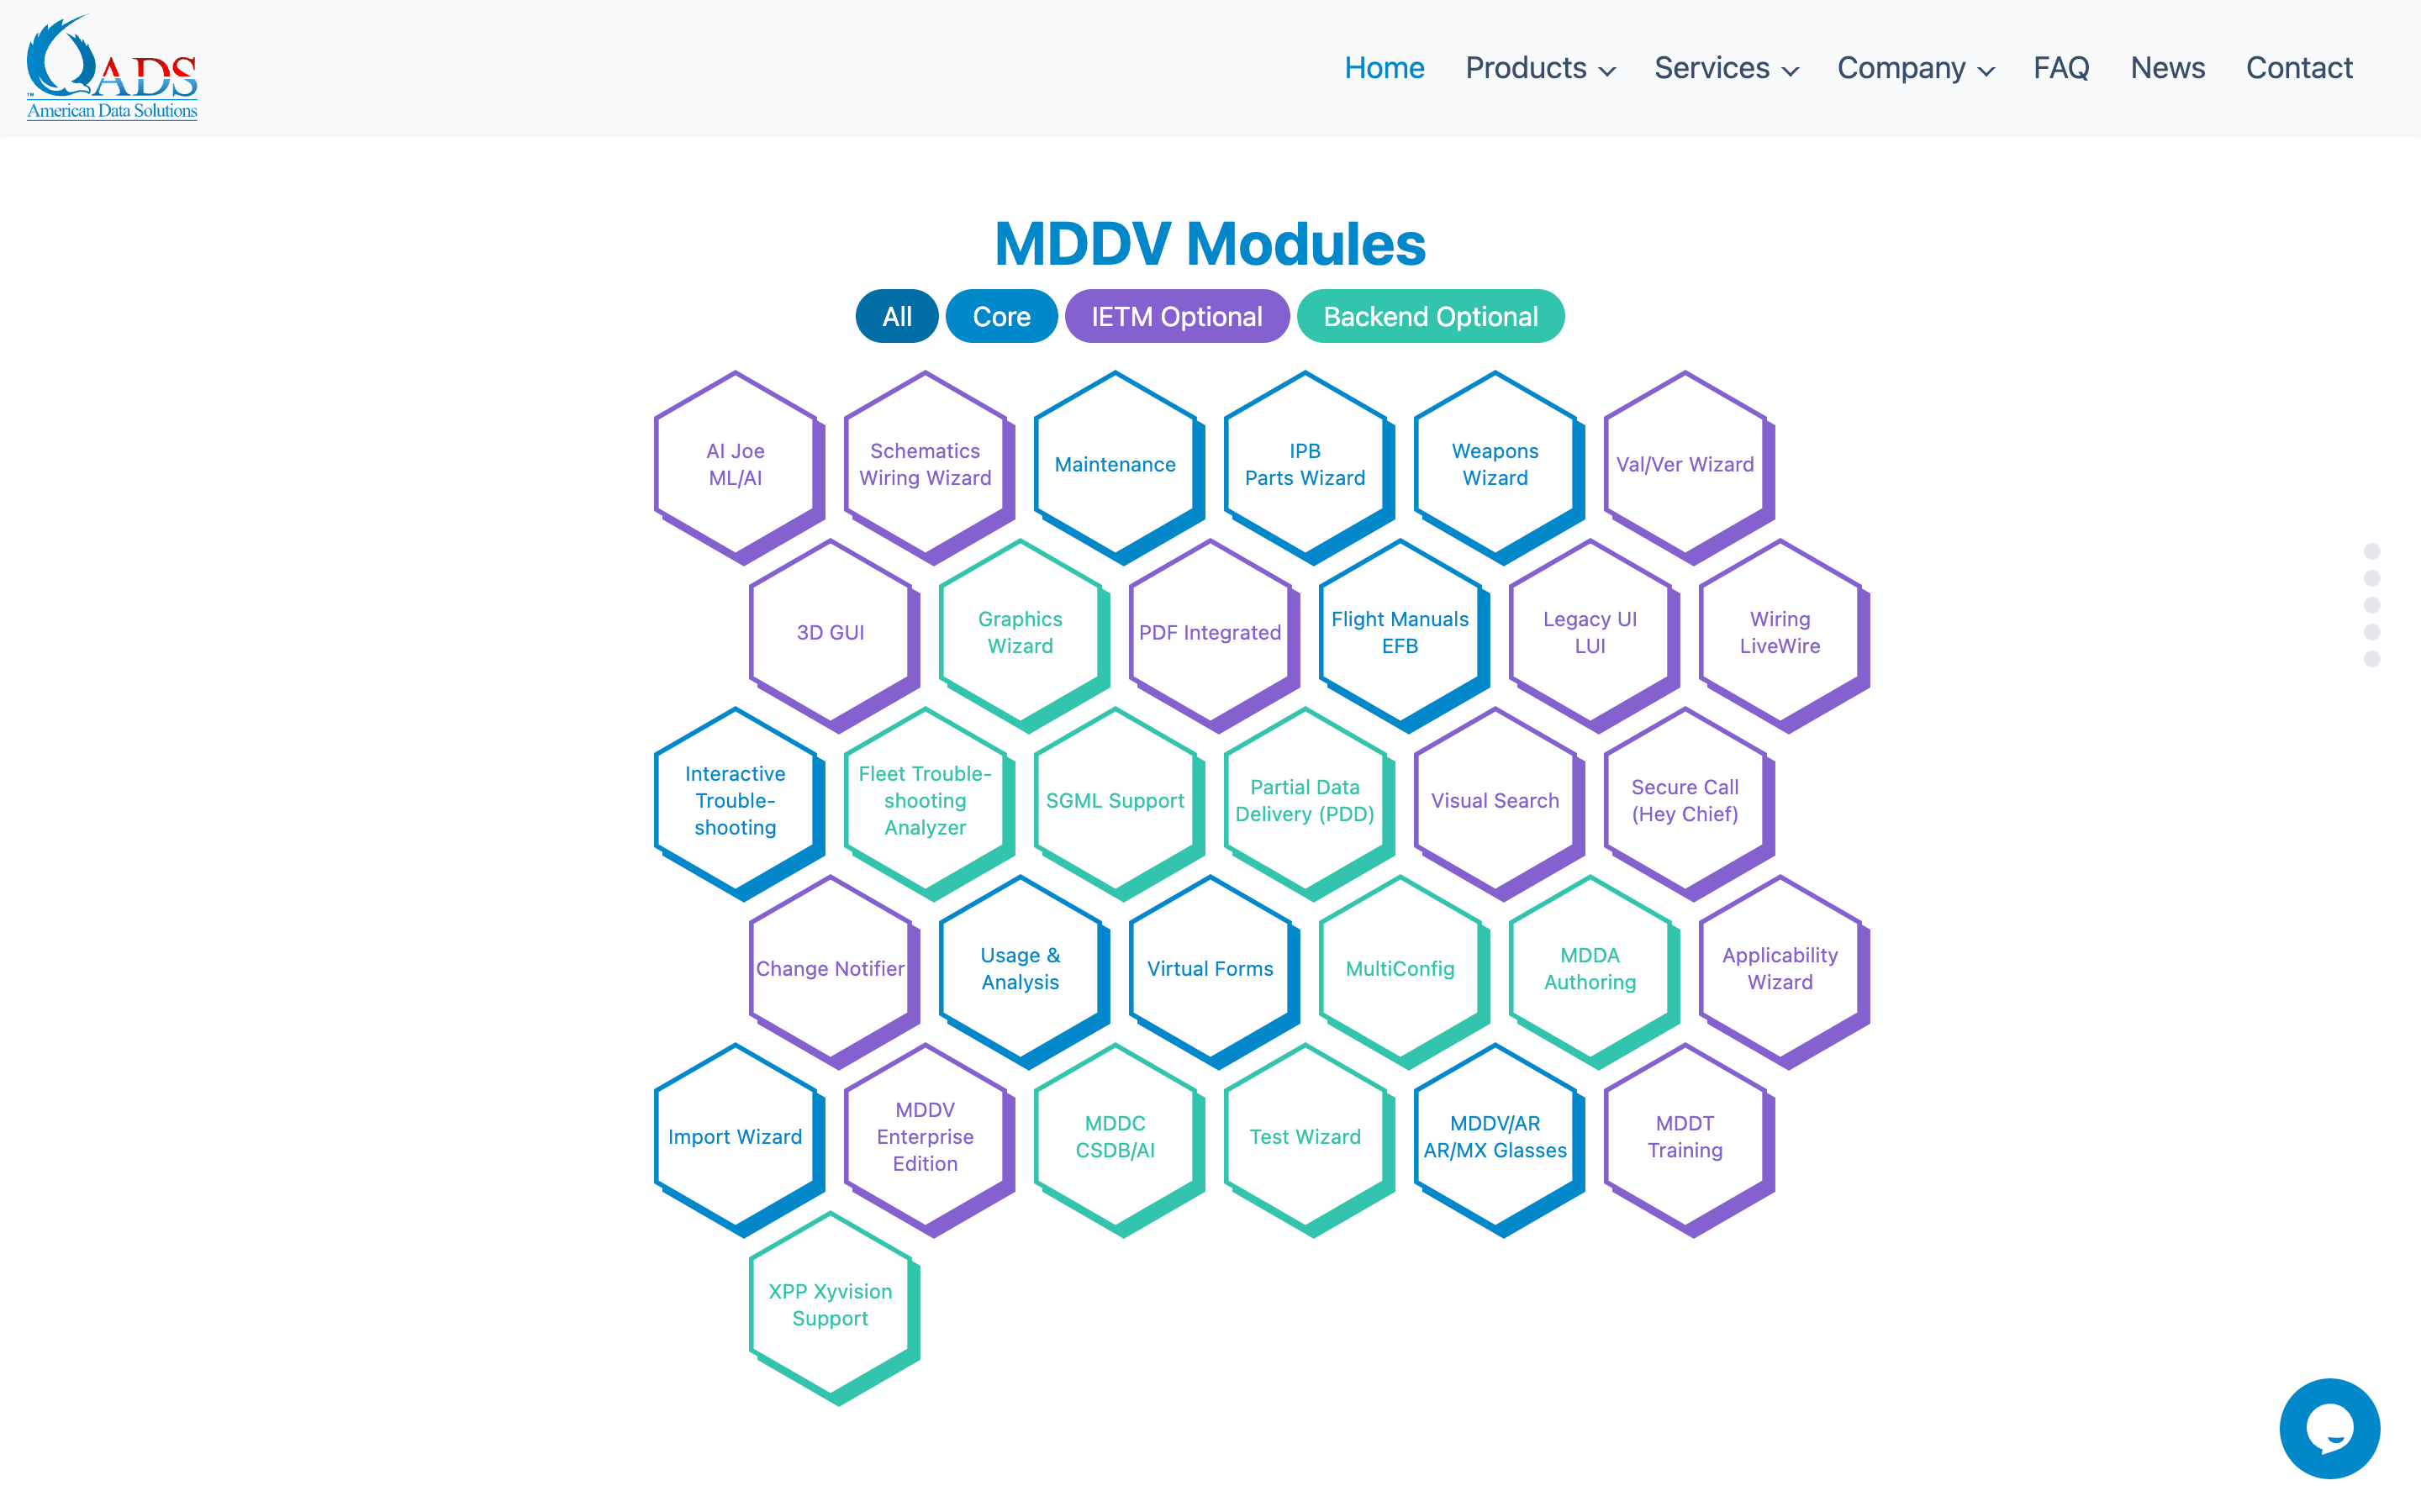 QADS
™
American Data Solutions
Home Products Services Company FAQ News Contact
MDDV Modules
All Core IETM Optional Backend Optional
AI Joe
ML/AI
Schematics
Wiring Wizard
Maintenance
IPB
Parts Wizard
Weapons
Wizard
Val/Ver Wizard
3D GUI
Graphics
Wizard
PDF Integrated
Flight Manuals
EFB
Legacy UI
LUI
Wiring
LiveWire
Interactive
Trouble-
shooting
Fleet Trouble-
shooting
Analyzer
SGML Support
Partial Data
Delivery (PDD)
Visual Search
Secure Call
(Hey Chief)
Change Notifier
Usage &
Analysis
Virtual Forms
MultiConfig
MDDA
Authoring
Applicability
Wizard
Import Wizard
MDDV
Enterprise
Edition
MDDC
CSDB/AI
Test Wizard
MDDV/AR
AR/MX Glasses
MDDT
Training
XPP Xyvision
Support